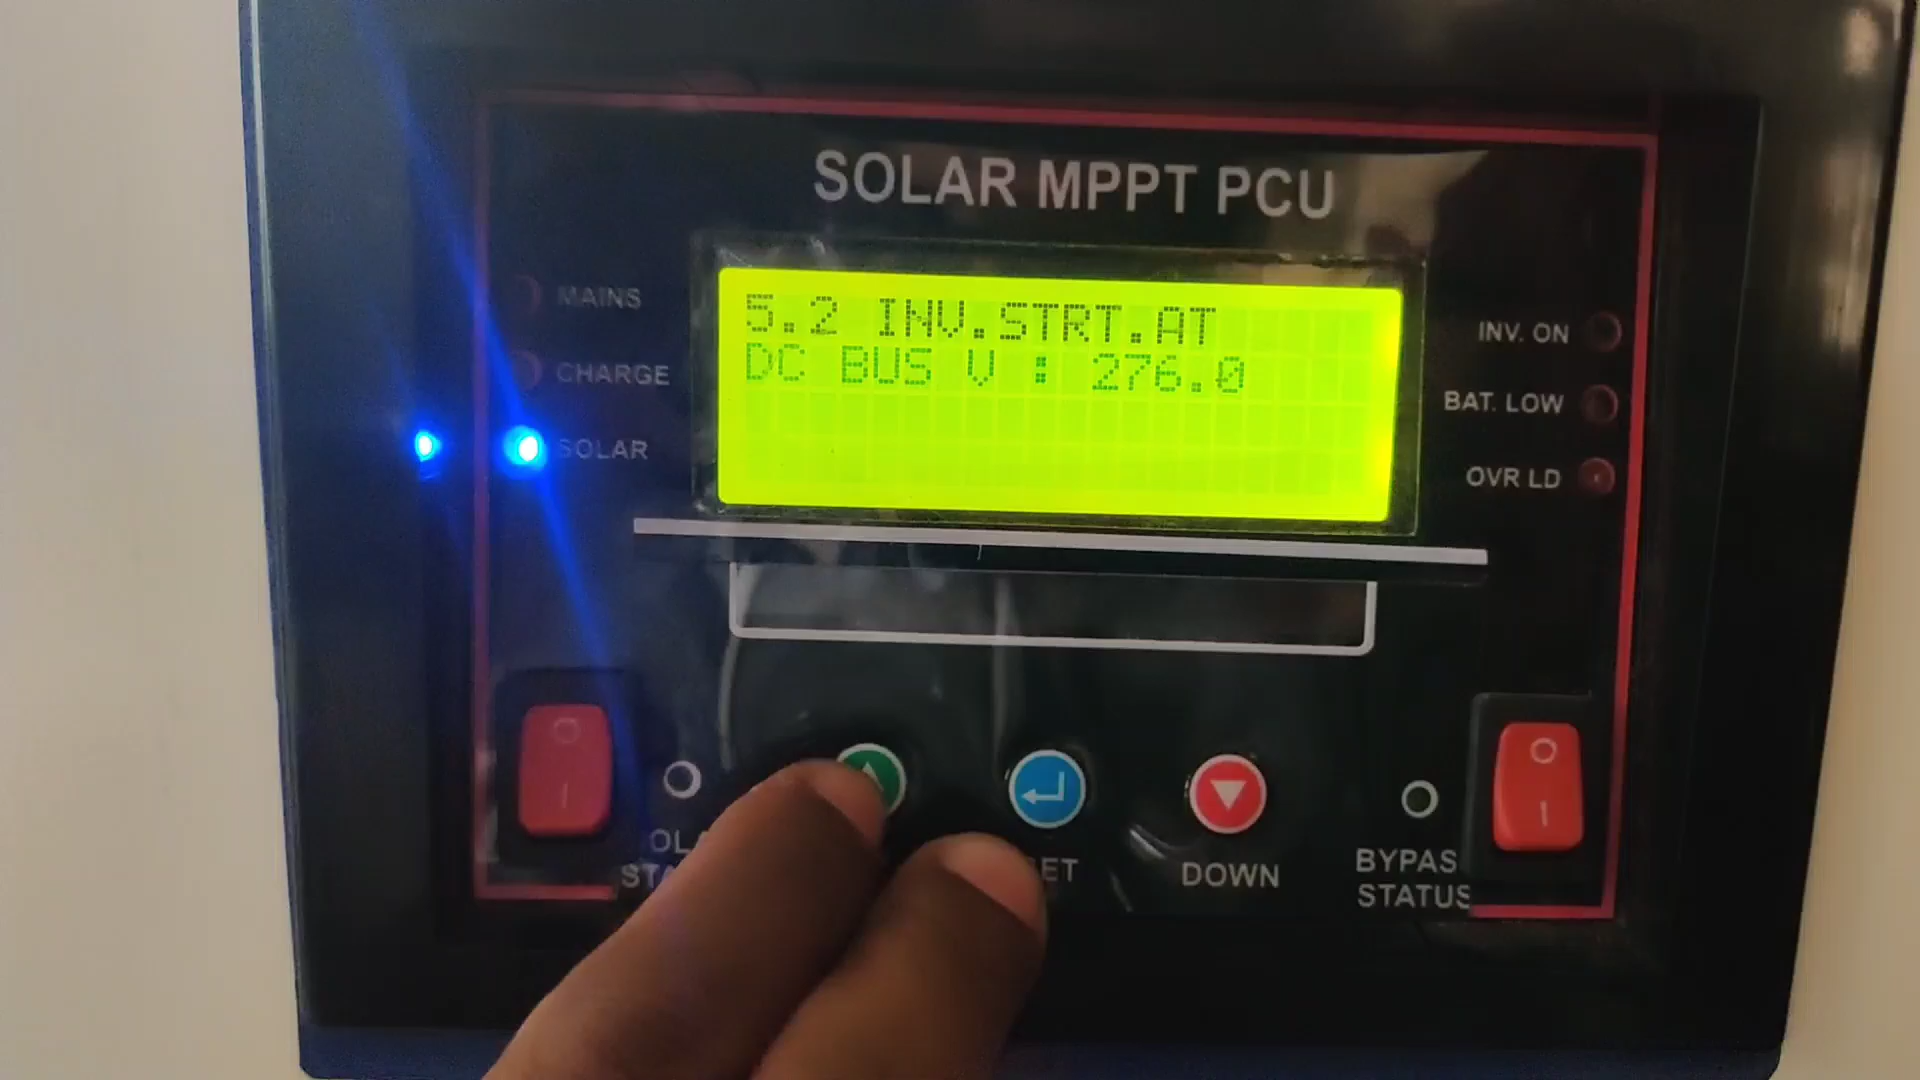 SOLAR MPPT PCU
MAINS
CHARGE
SOLAR
5.2 INV.STRT.AT
DC BUS V : 276.0
INV. ON
BAT. LOW
OVR LD
DOWN
BYPAS
STATUS